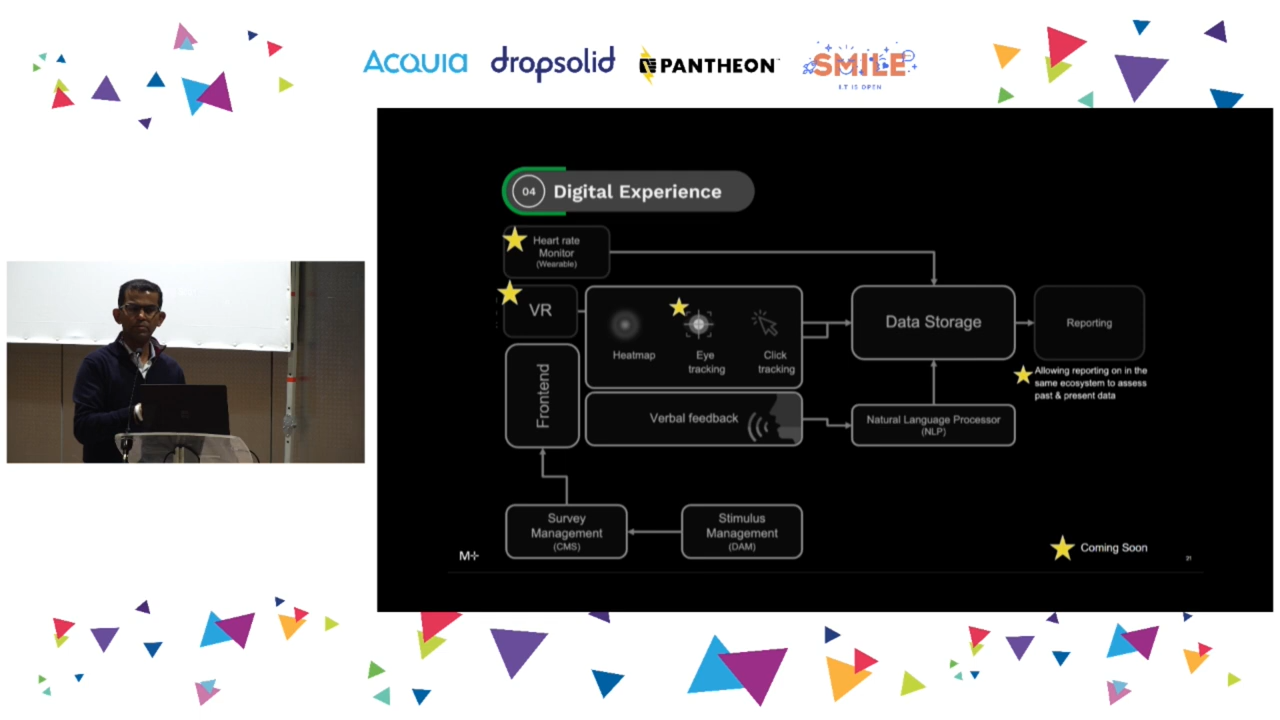 ACQUIA dropsolid PANTHEON SMILE
IT IS OPEN
04 Digital Experience
Heart rate
Monitor
(Wearable)
VR
Heatmap
Eye
tracking
Click
tracking
Data Storage
Reporting
Allowing reporting on in the
same ecosystem to assess
past & present data
Frontend
Verbal feedback
Natural Language Processor
(NLP)
Survey
Management
(CMS)
Stimulus
Management
(DAM)
M+
Coming Soon
31